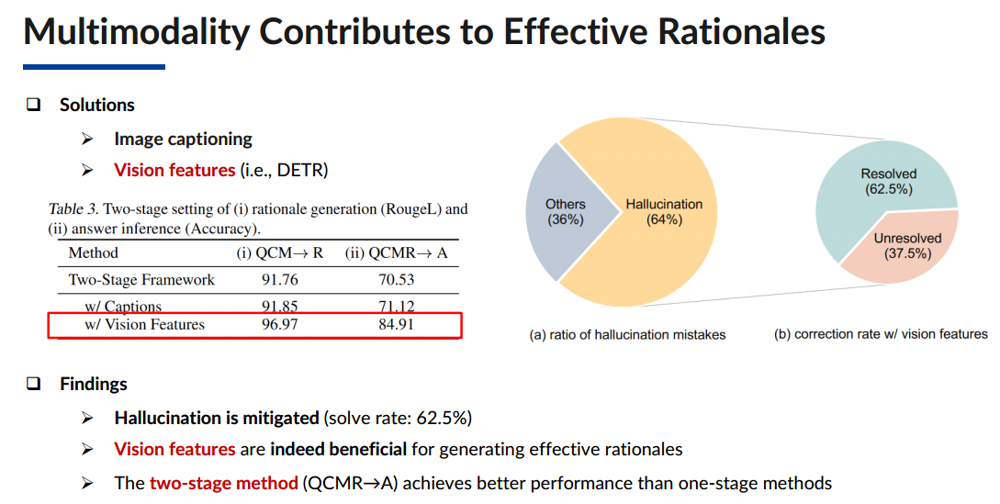 Multimodality Contributes to Effective Rationales
Solutions
Image captioning
Vision features (i.e., DETR)
Table 3. Two-stage setting of (i) rationale generation (RougeL) and
(ii) answer inference (Accuracy).
Method (i) QCM→ R (ii) QCMR→ A
Two-Stage Framework 91.76 70.53
w/ Captions 91.85 71.12
w/ Vision Features 96.97 84.91
Others
(36%)
Hallucination
(64%)
(a) ratio of hallucination mistakes
Resolved
(62.5%)
Unresolved
(37.5%)
(b) correction rate w/ vision features
Findings
Hallucination is mitigated (solve rate: 62.5%)
Vision features are indeed beneficial for generating effective rationales
The two-stage method (QCMR→A) achieves better performance than one-stage methods